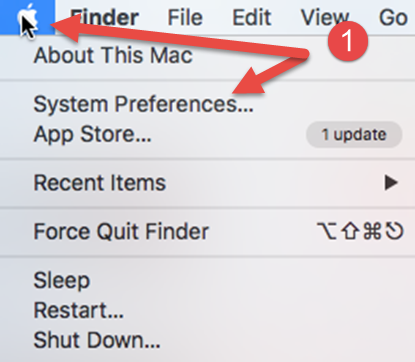 Finder File Edit View Go
1
About This Mac
System Preferences...
App Store... 1 update
Recent Items ▶
Force Quit Finder ⌥⇧⌘⎋
Sleep
Restart...
Shut Down...